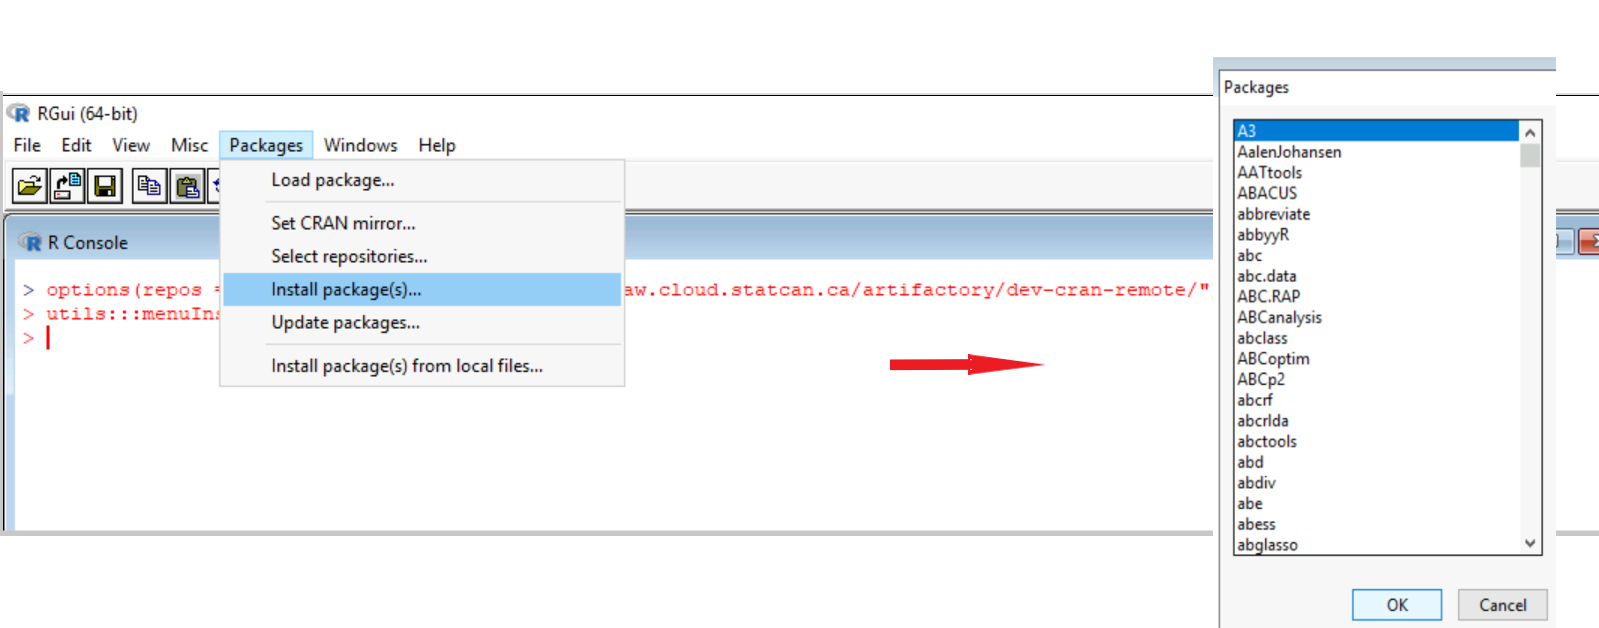 RGui (64-bit)
File Edit View Misc Packages Windows Help
Load package...
Set CRAN mirror...
Select repositories...
Install package(s)...
Update packages...
Install package(s) from local files...
R Console
> options(repos = aw.cloud.statcan.ca/artifactory/dev-cran-remote/"
> utils:::menuIns
>
Packages
A3
AalenJohansen
AATtools
ABACUS
abbreviate
abbyyR
abc
abc.data
ABC.RAP
ABCanalysis
abclass
ABCoptim
ABCp2
abcrf
abcrlda
abctools
abd
abdiv
abe
abess
abglasso
OK Cancel